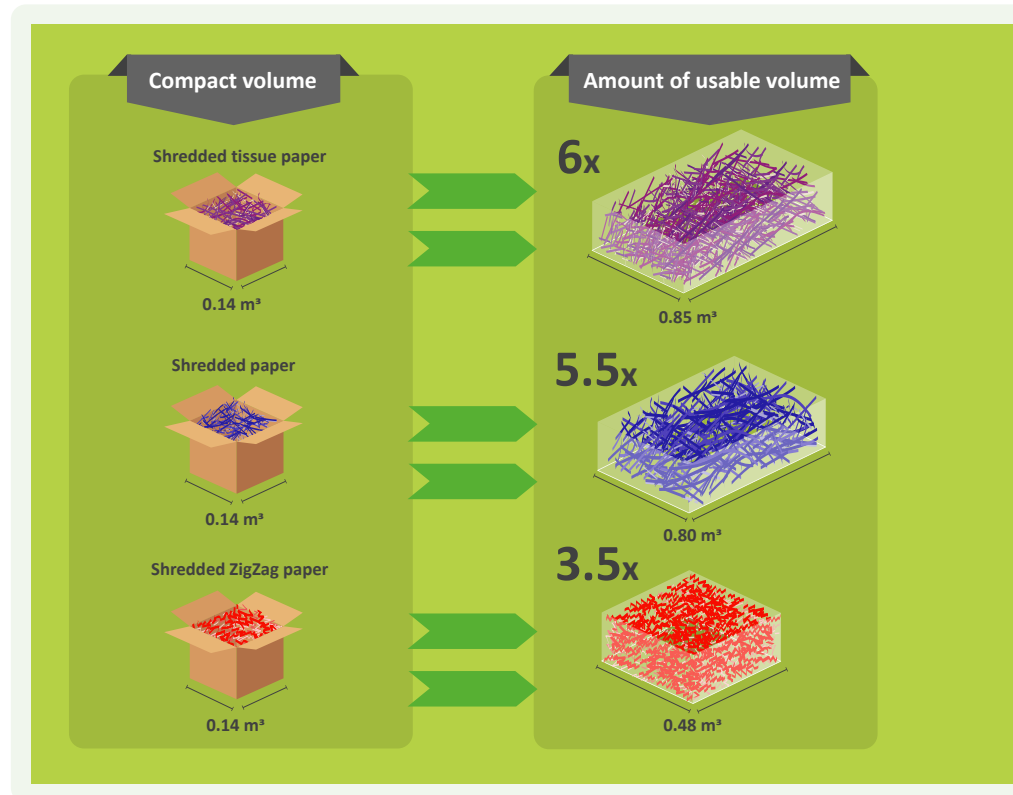 Compact volume
Amount of usable volume
Shredded tissue paper
6x
0.14 m³
0.85 m³
Shredded paper
5.5x
0.14 m³
0.80 m³
Shredded ZigZag paper
3.5x
0.14 m³
0.48 m³